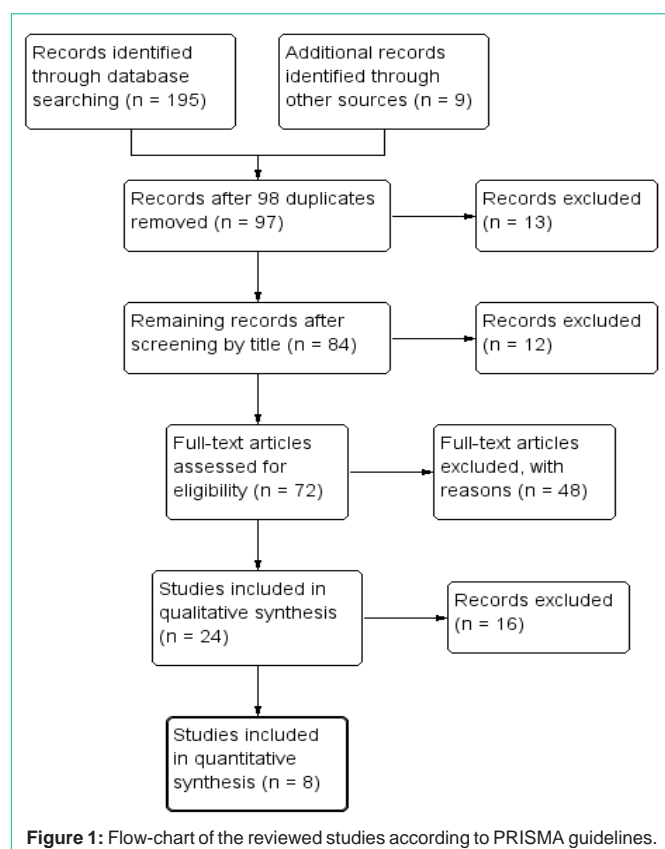 Records identified
through database
searching (n = 195)
Additional records
identified through
other sources (n = 9)
Records after 98 duplicates
removed (n = 97)
Records excluded
(n = 13)
Remaining records after
screening by title (n = 84)
Records excluded
(n = 12)
Full-text articles
assessed for
eligibility (n = 72)
Full-text articles
excluded, with
reasons (n = 48)
Studies included in
qualitative synthesis
(n = 24)
Records excluded
(n = 16)
Studies included
in quantitative
synthesis (n = 8)
Figure 1: Flow-chart of the reviewed studies according to PRISMA guidelines.